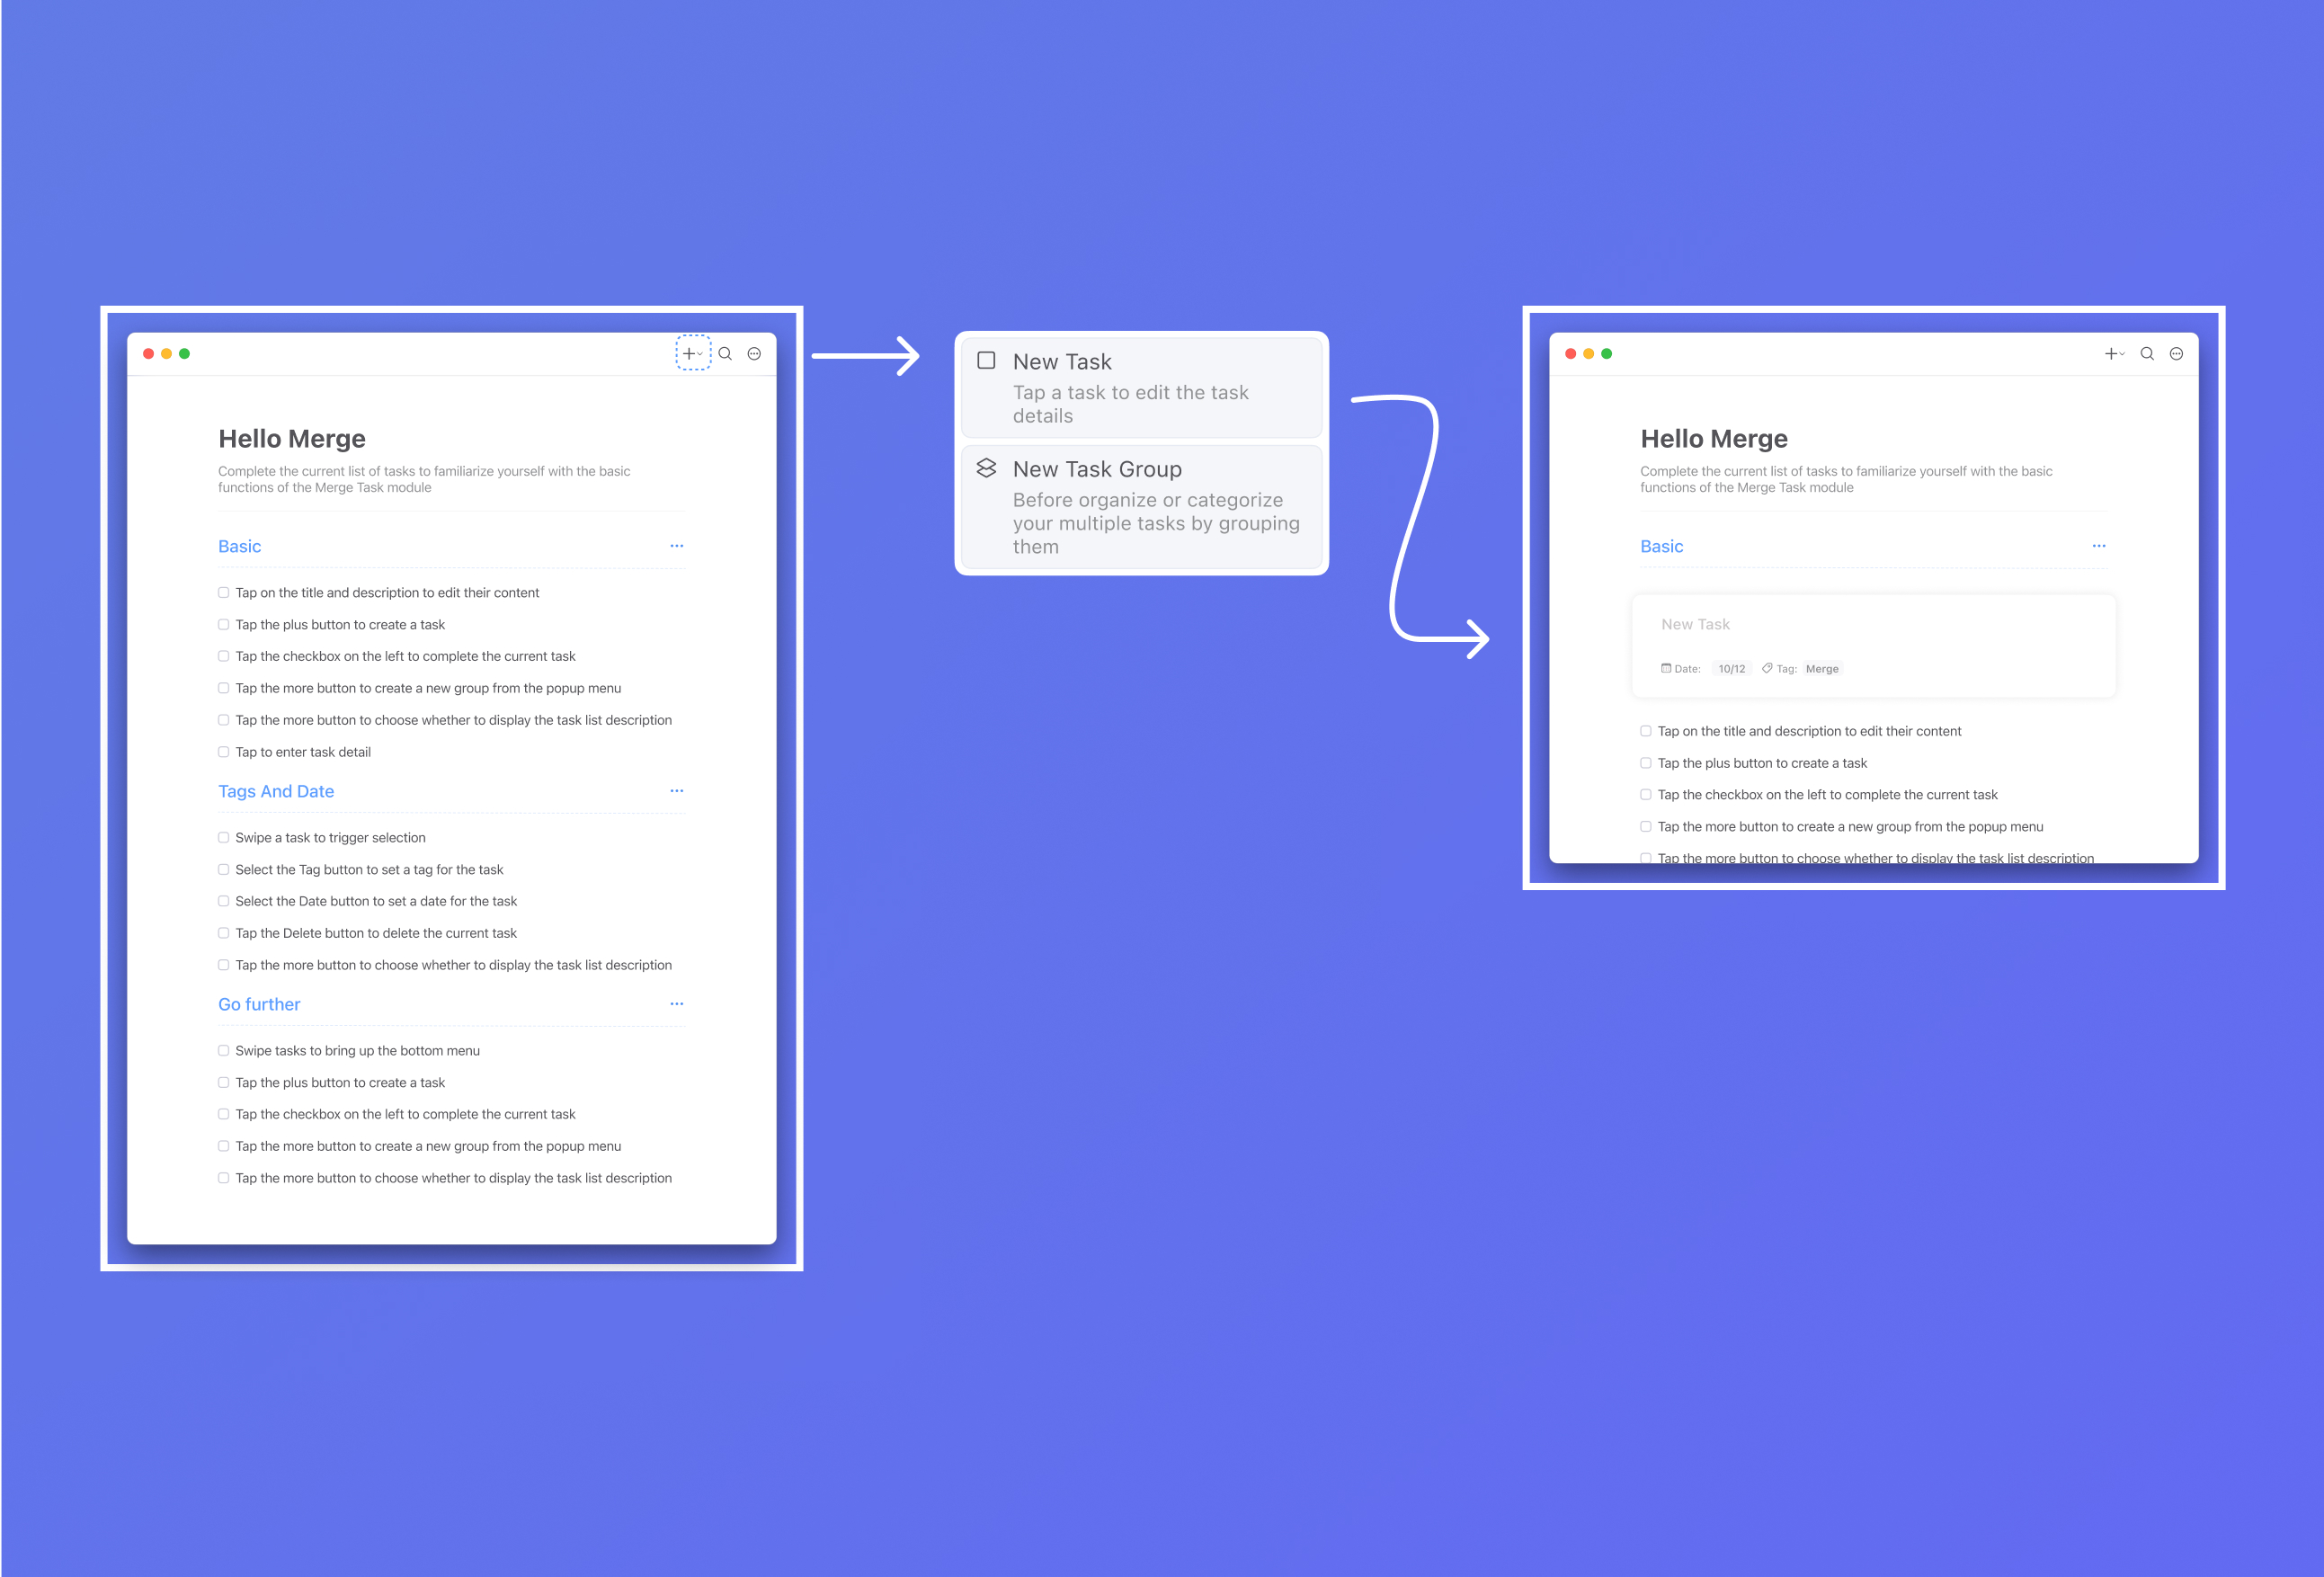 Hello Merge
Complete the current list of tasks to familiarize yourself with the basic
functions of the Merge Task module
Basic
Tap on the title and description to edit their content
Tap the plus button to create a task
Tap the checkbox on the left to complete the current task
Tap the more button to create a new group from the popup menu
Tap the more button to choose whether to display the task list description
Tap to enter task detail
Tags And Date
Swipe a task to trigger selection
Select the Tag button to set a tag for the task
Select the Date button to set a date for the task
Tap the Delete button to delete the current task
Tap the more button to choose whether to display the task list description
Go further
Swipe tasks to bring up the bottom menu
Tap the plus button to create a task
Tap the checkbox on the left to complete the current task
Tap the more button to create a new group from the popup menu
Tap the more button to choose whether to display the task list description
New Task
Tap a task to edit the task
details
New Task Group
Before organize or categorize
your multiple tasks by grouping
them
Hello Merge
Complete the current list of tasks to familiarize yourself with the basic
functions of the Merge Task module
Basic
New Task
Date: 10/12 Tag: Merge
Tap on the title and description to edit their content
Tap the plus button to create a task
Tap the checkbox on the left to complete the current task
Tap the more button to create a new group from the popup menu
Tap the more button to choose whether to display the task list description